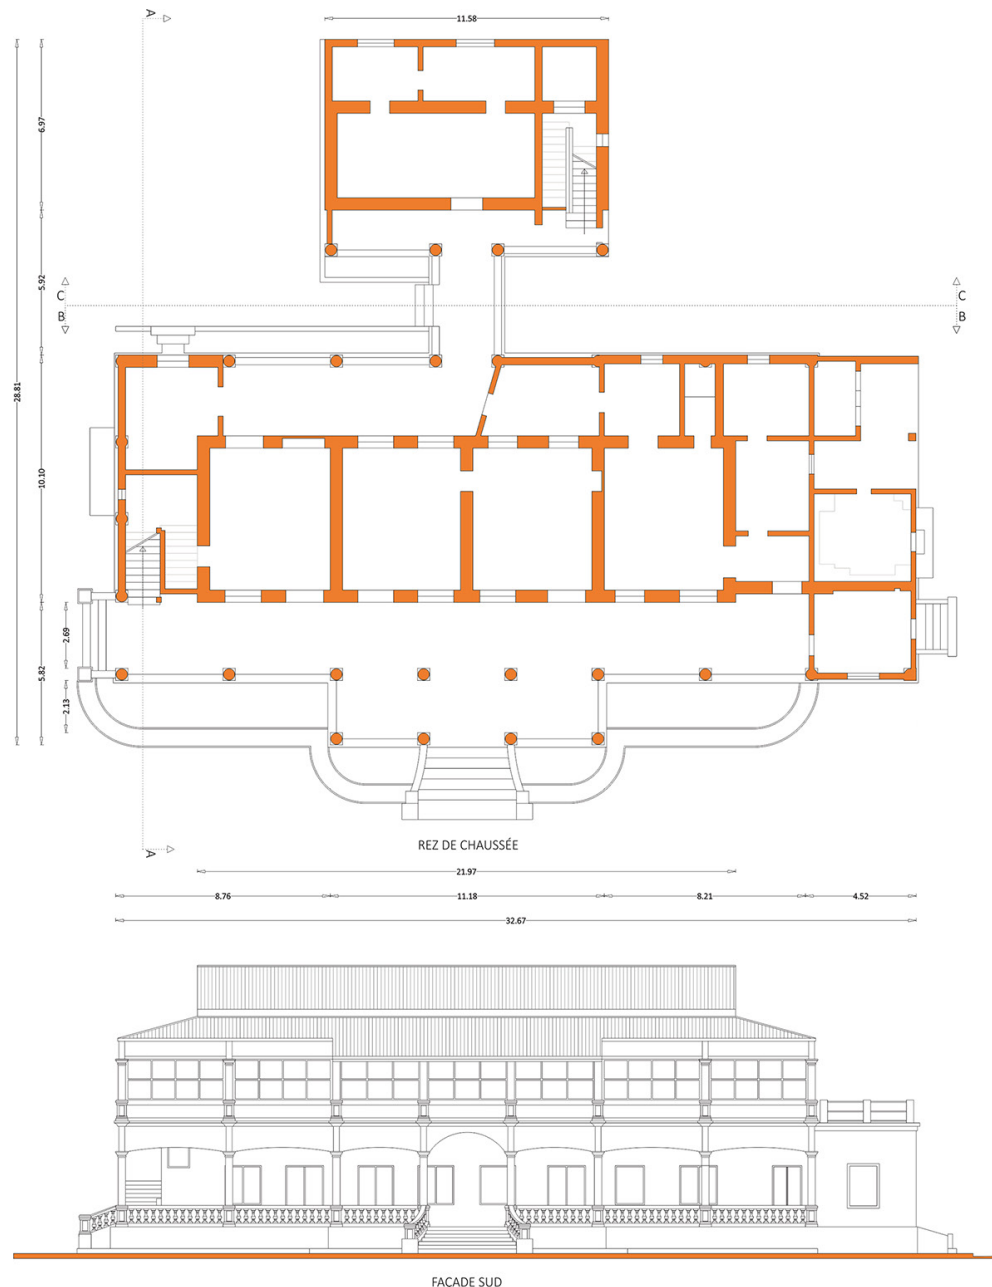 A
11.58
6.97
5.92
C
C
B
B
28.81
10.10
2.69
5.82
2.13
REZ DE CHAUSSÉE
A
21.97
8.76
11.18
8.21
4.52
32.67
FACADE SUD